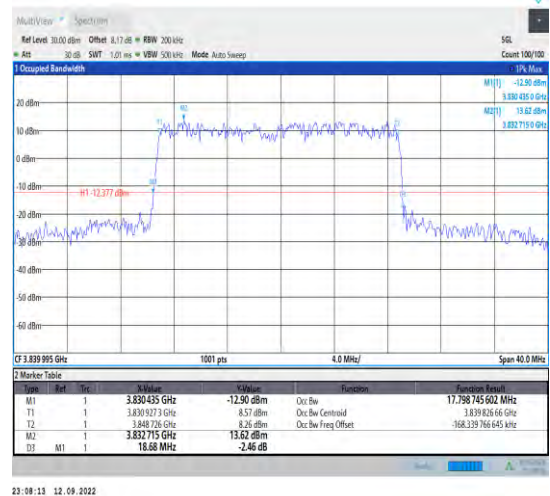 MultiView Spectrum
Ref Level 30.00 dBm Offset 8.17 dB RBW 200 kHz SGL
Att 30 dB SWT 1.01 ms VBW 500 kHz Mode Auto Sweep Count 100/100
1 Occupied Bandwidth 1Pk Max
M1[1] -12.90 dBm
3.830 435 0 GHz
M2[1] 13.62 dBm
3.832 715 0 GHz
20 dBm
M2
T1
10 dBm
0 dBm
-10 dBm
H1 -12.377 dBm
-20 dBm
-30 dBm
-40 dBm
-50 dBm
-60 dBm
CF 3.839 995 GHz 1001 pts 4.0 MHz/ Span 40.0 MHz
2 Marker Table
Type Ref Trc X-Value Y-Value Function Function Result
M1 1 3.830435 GHz -12.90 dBm Occ Bw 17.798 745 602 MHz
T1 1 3.830 927 3 GHz 8.57 dBm Occ Bw Centroid 3.839 826 66 GHz
T2 1 3.848 726 GHz 8.26 dBm Occ Bw Freq Offset -168.339 766 645 kHz
M2 1 3.832715 GHz 13.62 dBm
D3 M1 1 18.68 MHz -2.46 dB
23:08:13 12.09.2022